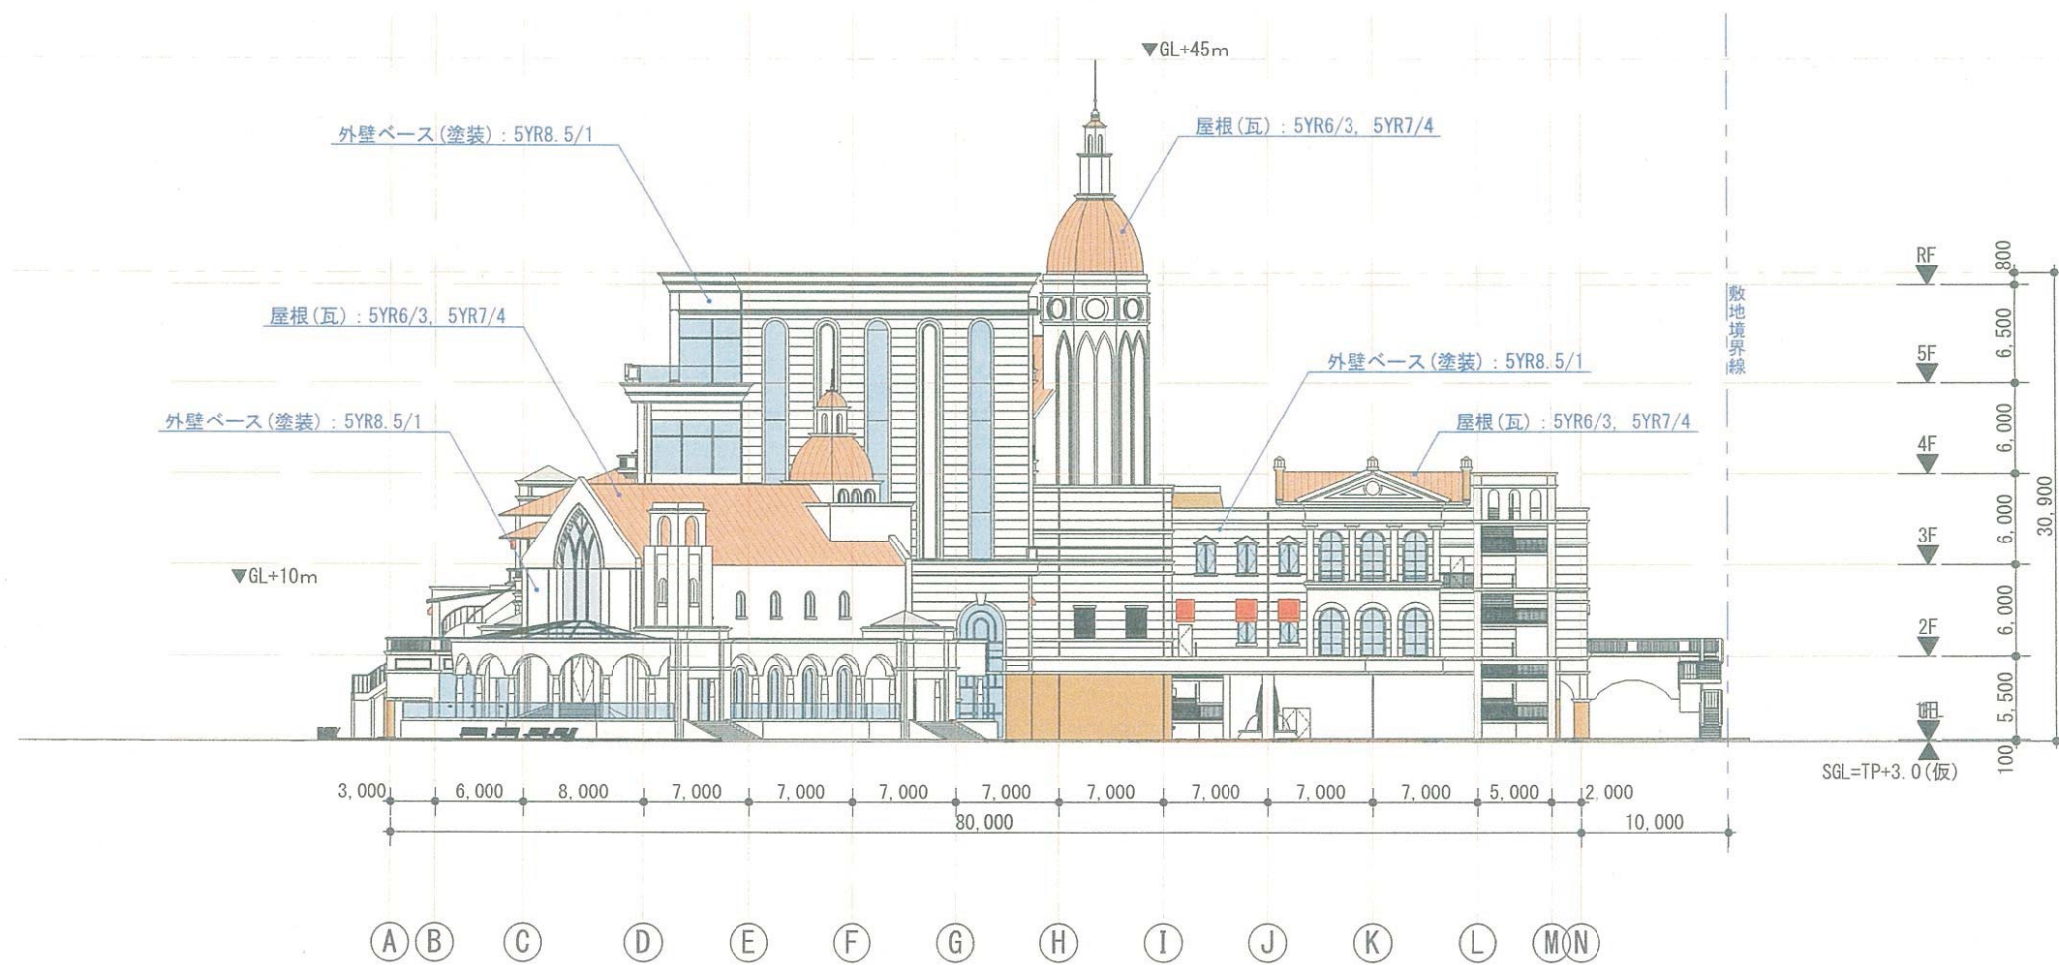 ▼GL+45m
外壁ベース(塗装)：5YR8.5/1
屋根(瓦)：5YR6/3, 5YR7/4
屋根(瓦)：5YR6/3, 5YR7/4
外壁ベース(塗装)：5YR8.5/1
外壁ベース(塗装)：5YR8.5/1
屋根(瓦)：5YR6/3, 5YR7/4
▼GL+10m
敷地境界線
RF
5F
4F
3F
2F
800
6,500
6,000
6,000
6,000
5,500
100
30,900
SGL=TP+3.0(仮)
3,000 6,000 8,000 7,000 7,000 7,000 7,000 7,000 7,000 7,000 7,000 5,000 2,000
80,000 10,000
A B C D E F G H I J K L M N